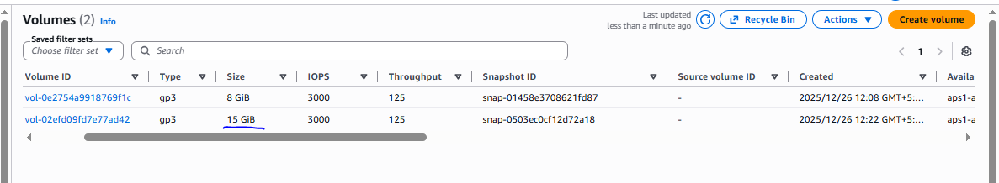 Volumes (2) Info
Last updated
less than a minute ago
Recycle Bin
Actions
Create volume
Saved filter sets
Choose filter set
Search
1
Volume ID Type Size IOPS Throughput Snapshot ID Source volume ID Created Availal
vol-0e2754a9918769f1c gp3 8 GiB 3000 125 snap-01458e3708621fd87 - 2025/12/26 12:08 GMT+5:... aps1-a
vol-02efd09fd7e77ad42 gp3 15 GiB 3000 125 snap-0503ec0cf12d72a18 - 2025/12/26 12:22 GMT+5:... aps1-a